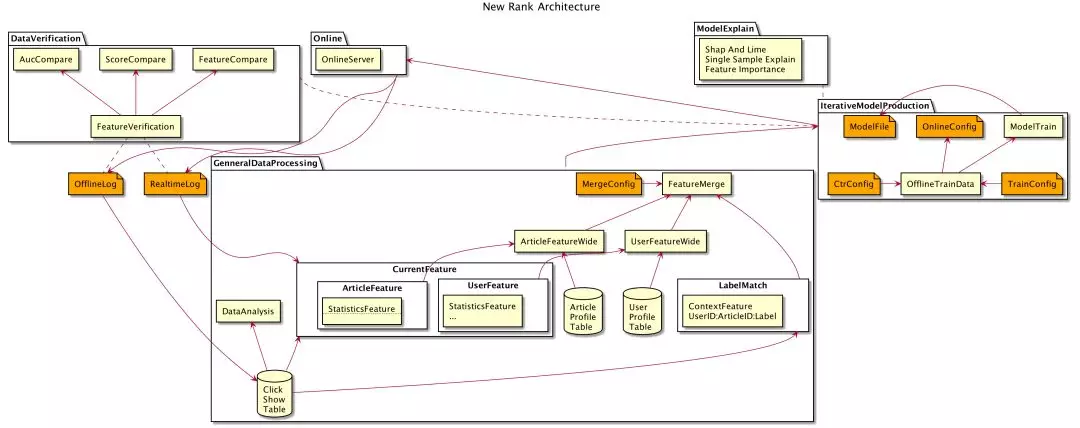 New Rank Architecture
DataVerification
AucCompare
ScoreCompare
FeatureCompare
FeatureVerification
Online
OnlineServer
ModelExplain
Shap And Lime
Single Sample Explain
Feature Importance
IterativeModelProduction
ModelFile
OnlineConfig
ModelTrain
CtrConfig
OfflineTrainData
TrainConfig
OfflineLog
RealtimeLog
GenneralDataProcessing
MergeConfig
FeatureMerge
ArticleFeatureWide
UserFeatureWide
CurrentFeature
ArticleFeature
StatisticsFeature
UserFeature
StatisticsFeature
...
Article
Profile
Table
User
Profile
Table
LabelMatch
ContextFeature
UserID:ArticleID:Label
DataAnalysis
Click
Show
Table